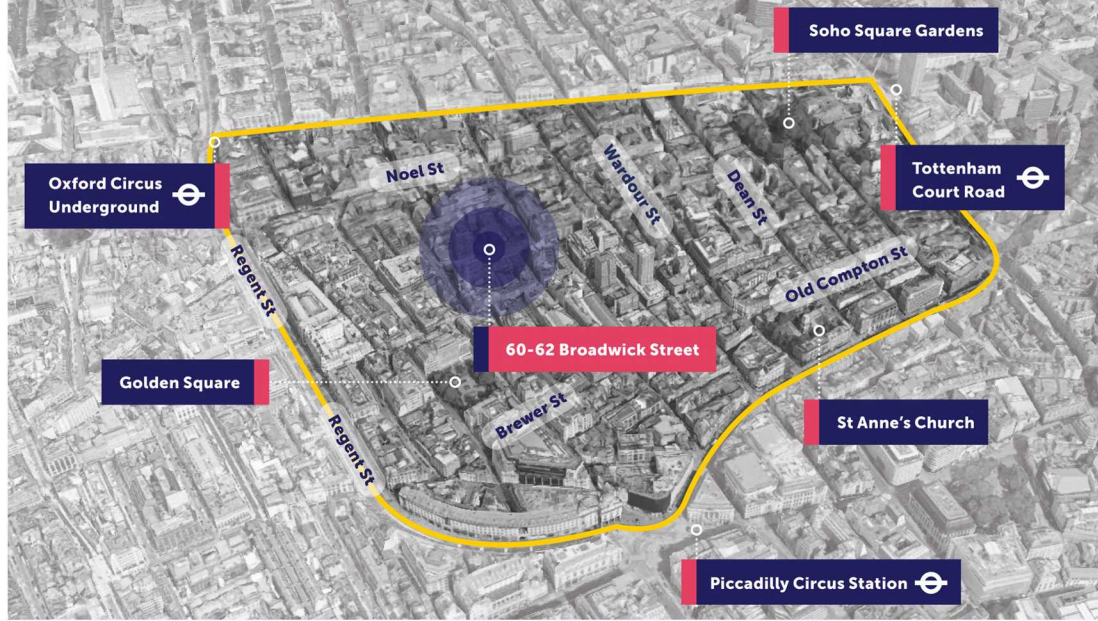 Soho Square Gardens
Noel St
Wardour St
Dean St
Oxford Circus
Underground
Tottenham
Court Road
Regent St
Old Compton St
60-62 Broadwick Street
Golden Square
Brewer St
Regent St
St Anne's Church
Piccadilly Circus Station